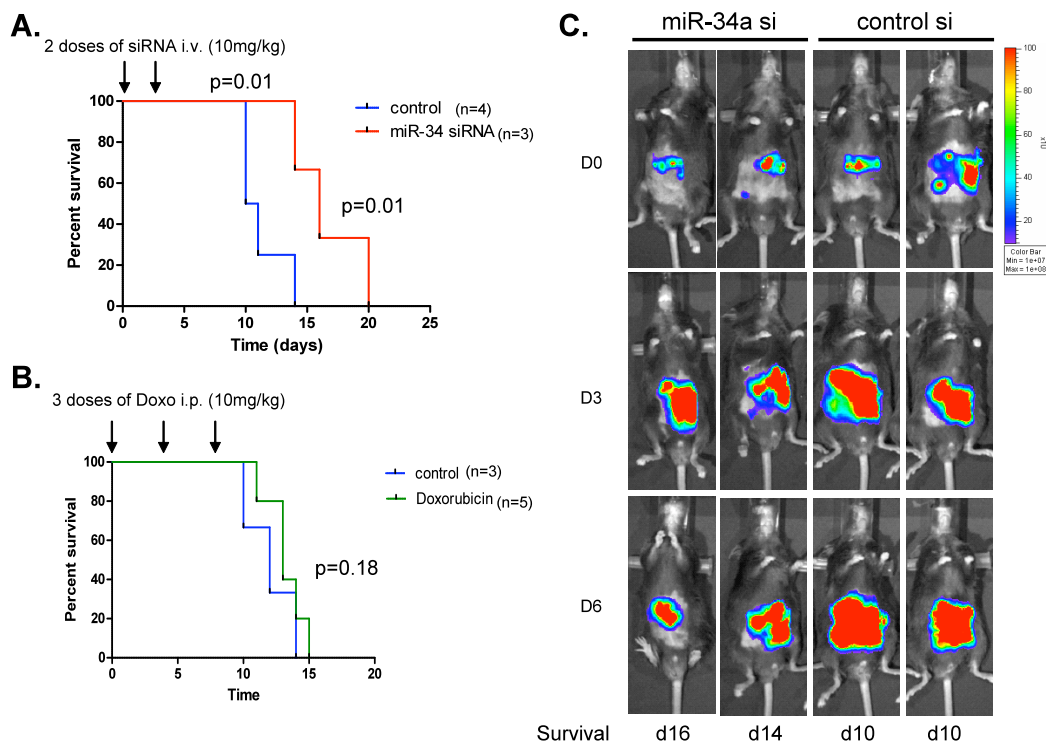 A.
2 doses of siRNA i.v. (10mg/kg)
p=0.01
control (n=4)
miR-34 siRNA (n=3)
p=0.01
Percent survival
100
80
60
40
20
0
0 5 10 15 20 25
Time (days)
B.
3 doses of Doxo i.p. (10mg/kg)
control (n=3)
Doxorubicin (n=5)
p=0.18
Percent survival
100
80
60
40
20
0
0 5 10 15 20
Time
C.
miR-34a si control si
D0
D3
D6
100
80
60
40
20
Color Bar
Min = 1e+07
Max = 1e+08
Survival d16 d14 d10 d10